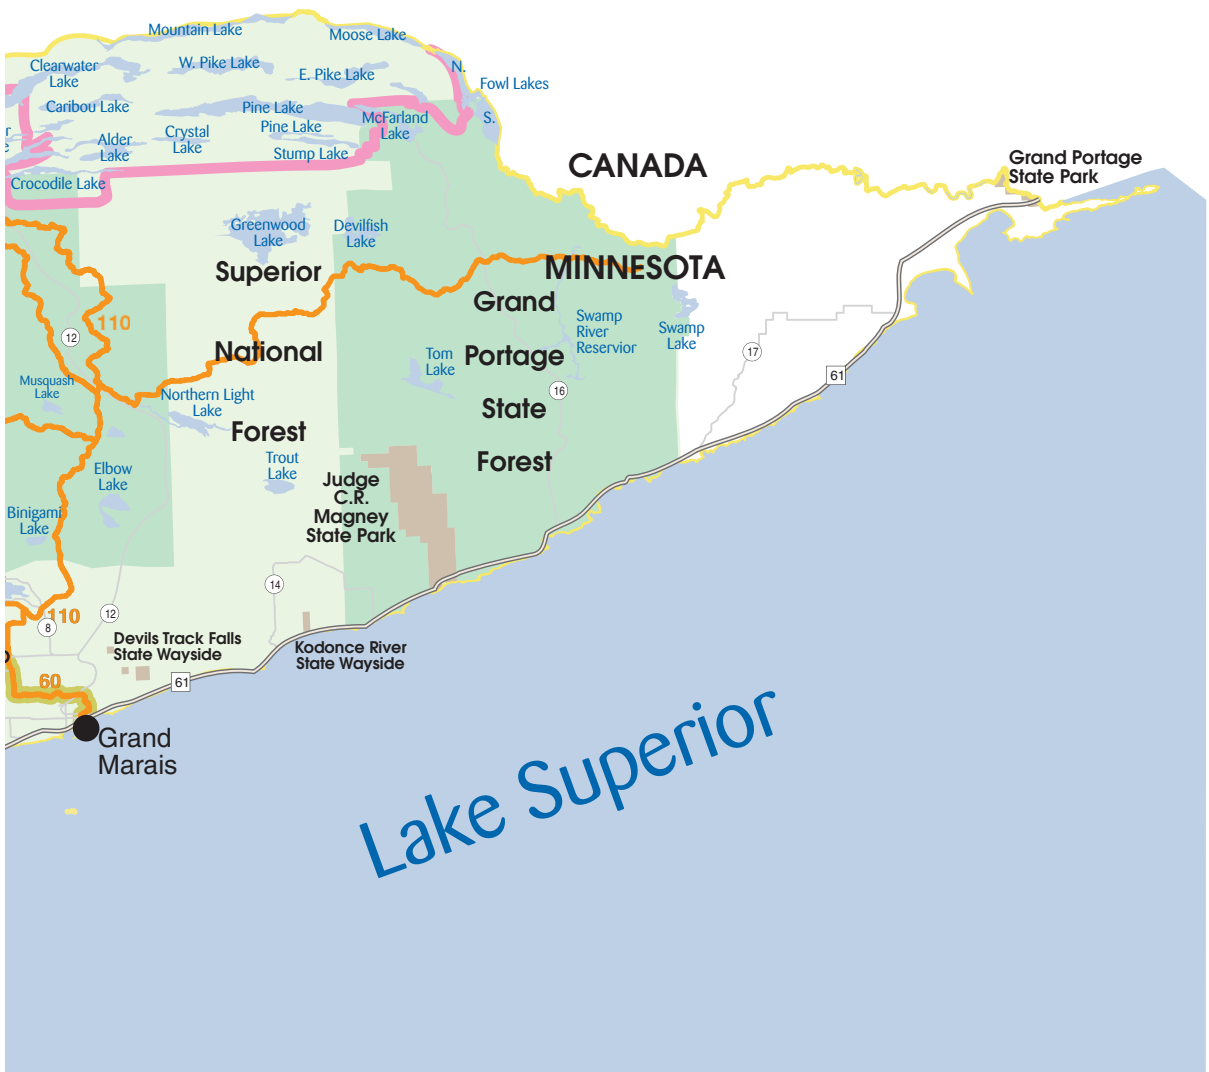 Mountain Lake
Moose Lake
Clearwater
Lake
W. Pike Lake
E. Pike Lake
N.
Fowl Lakes
Caribou Lake
Pine Lake
McFarland
Lake
S.
Alder
Lake
Crystal
Lake
Pine Lake
Stump Lake
Crocodile Lake
CANADA
Grand Portage
State Park
Greenwood
Lake
Devilfish
Lake
Superior
National
Forest
MINNESOTA
Grand
Portage
State
Forest
Swamp
River
Reservior
Swamp
Lake
110
12
17
61
Tom
Lake
16
Musquash
Lake
Northern Light
Lake
Trout
Lake
Elbow
Lake
Judge
C.R.
Magney
State Park
Binigami
Lake
14
110
12
8
Devils Track Falls
State Wayside
Kodonce River
State Wayside
60
61
Grand
Marais
Lake Superior